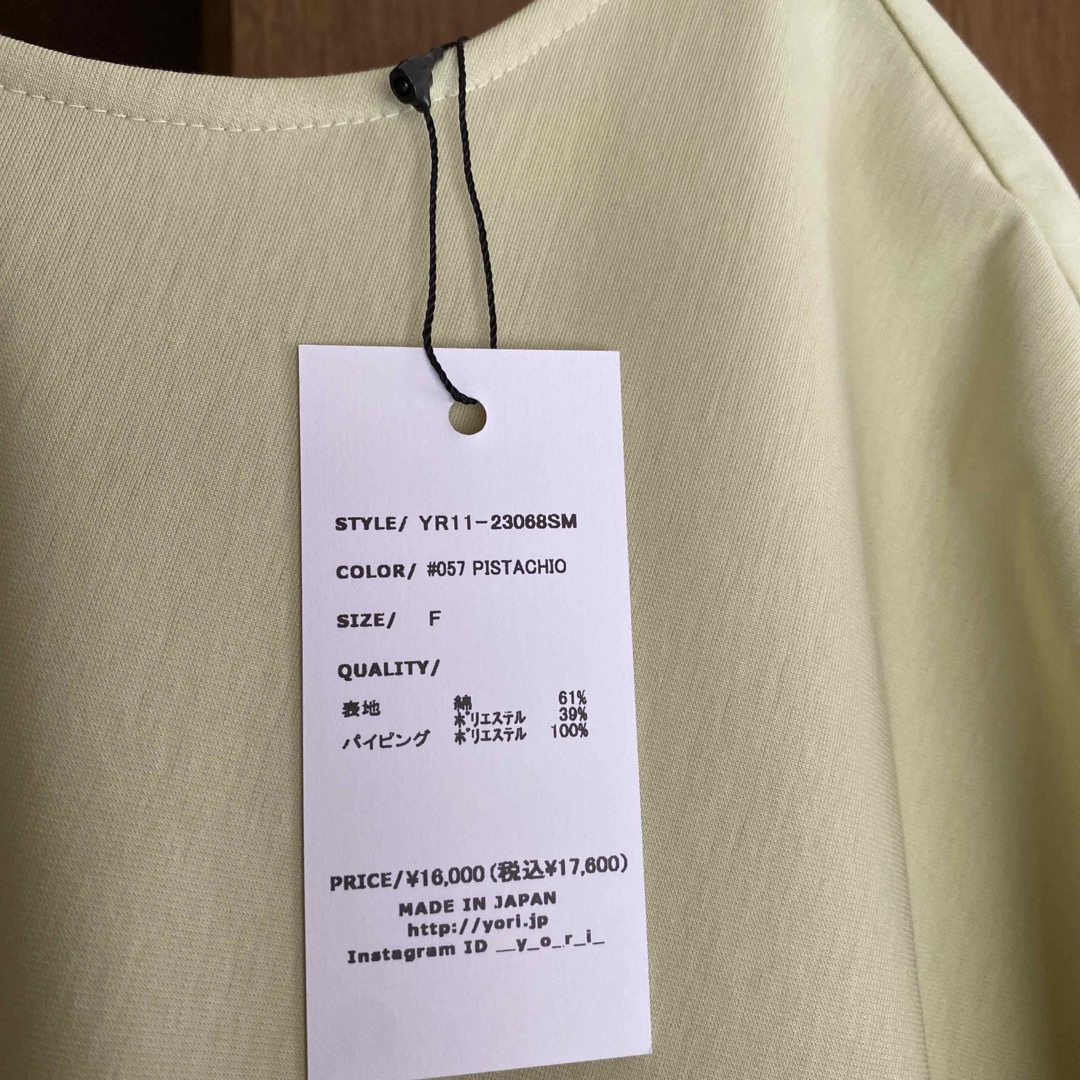 STYLE/ YR11-23068SM
COLOR/ #057 PISTACHIO
SIZE/ F
QUALITY/
表地 綿 61%
ポリエステル 39%
パイピング ポリエステル 100%
PRICE/¥16,000(税込¥17,600)
MADE IN JAPAN
http://yori.jp
Instagram ID __y_o_r_i_